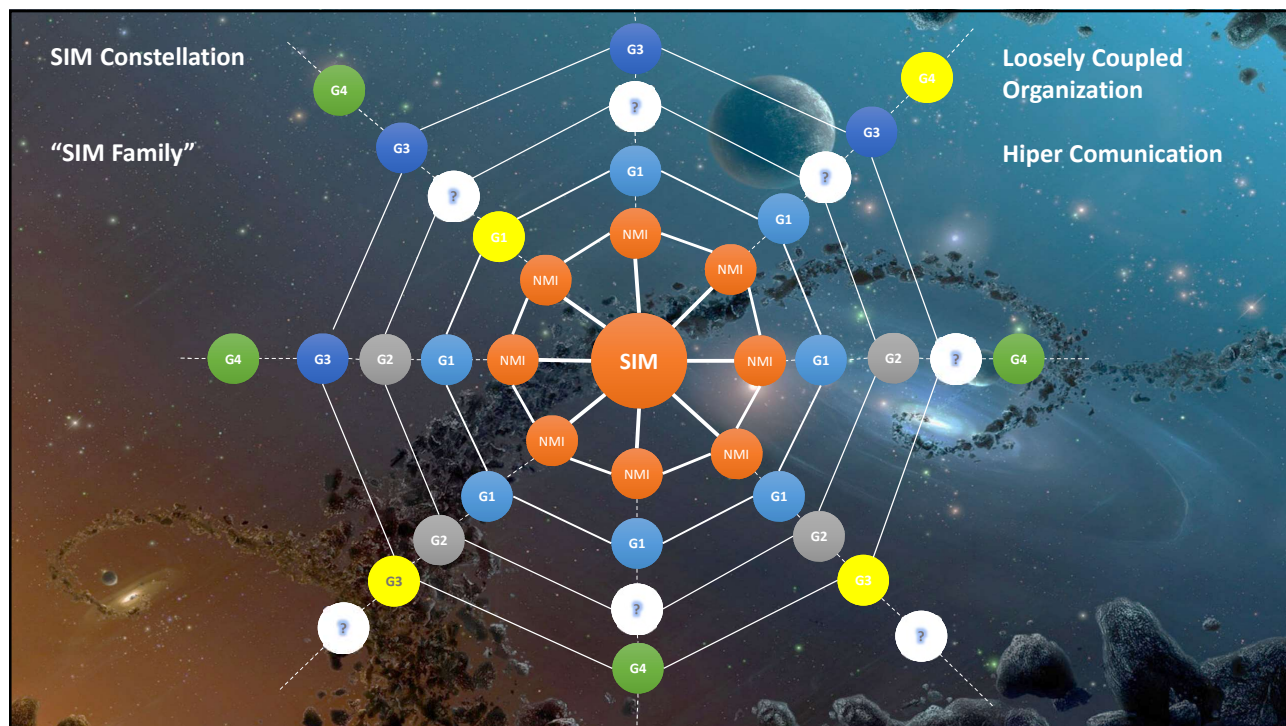 SIM Constellation
“SIM Family”
Loosely Coupled
Organization
Hiper Comunication
G3
G4
G4
?
G3
G3
?
?
G1
G1
G1
NMI
NMI
NMI
G4
G3
G2
G1
NMI
SIM
NMI
G1
G2
?
G4
NMI
NMI
NMI
G1
G1
G2
G2
G1
G3
G3
?
?
?
G4